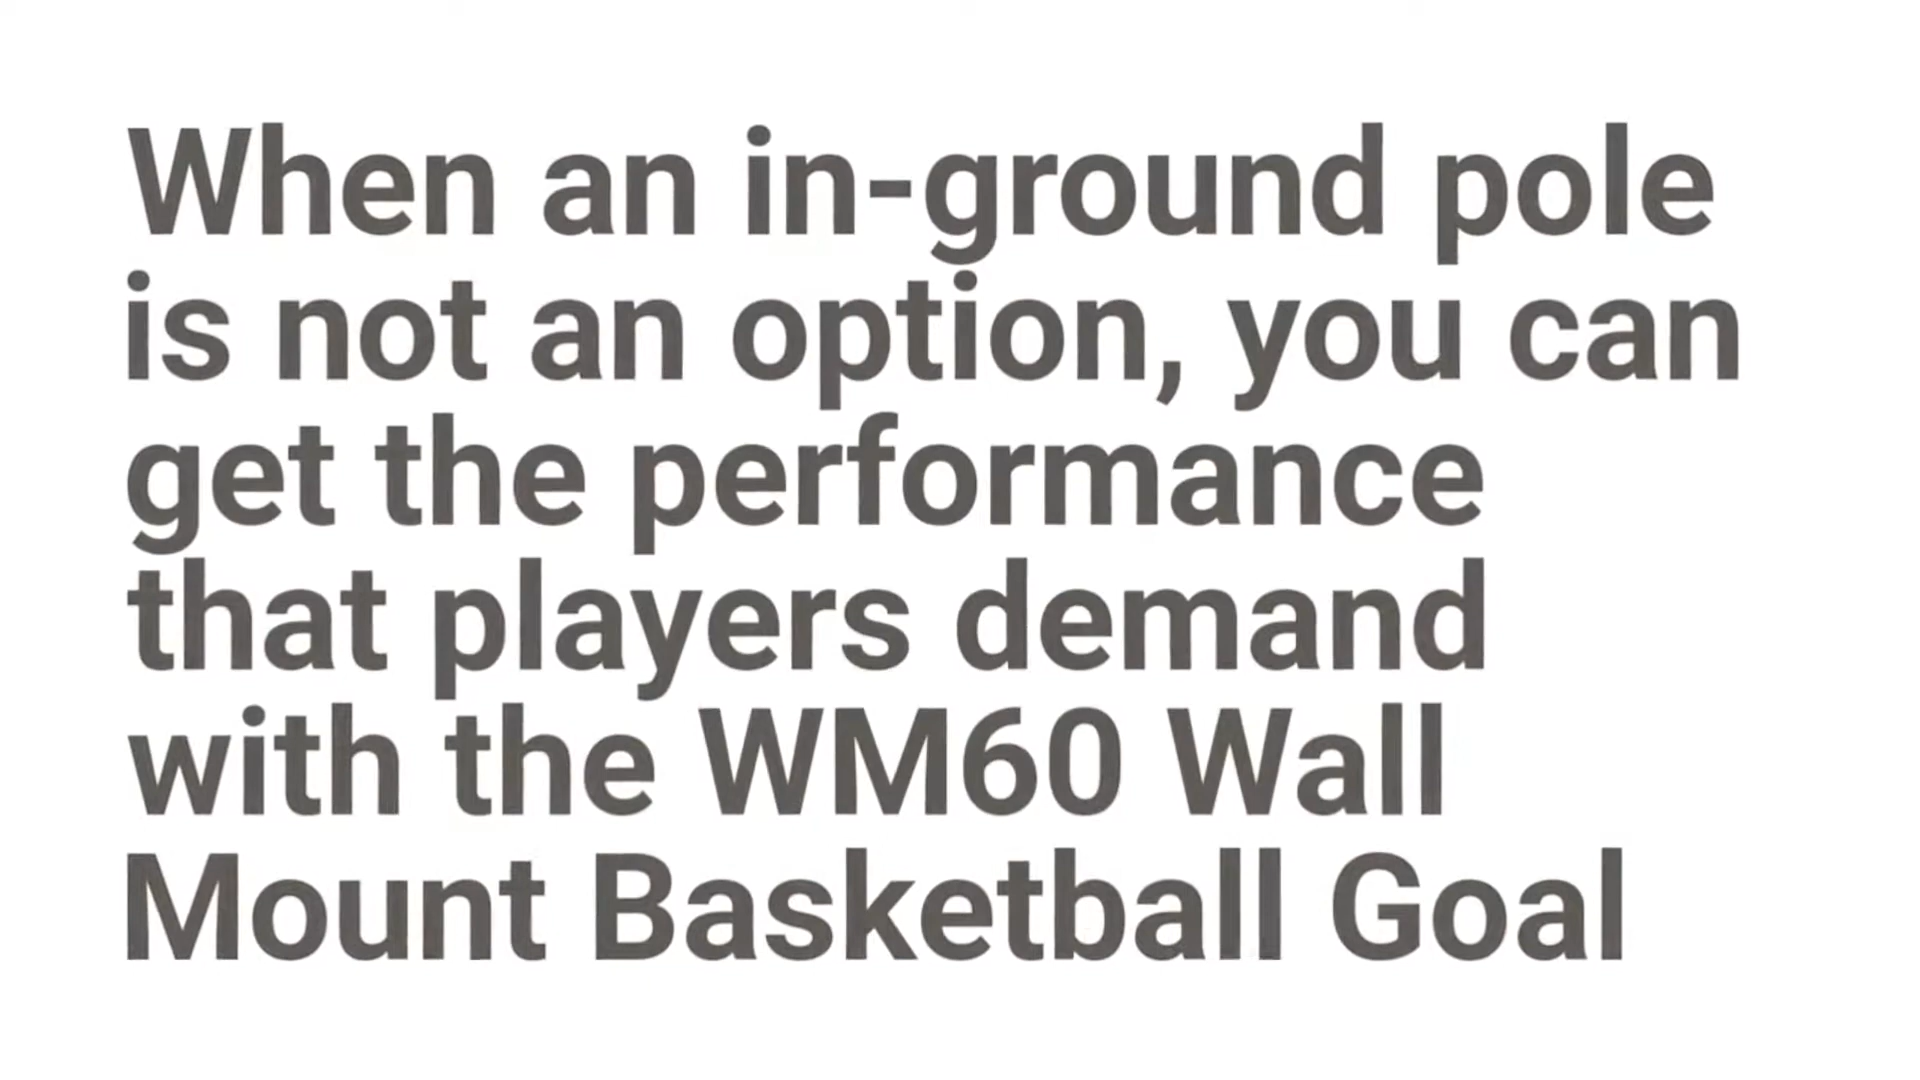 When an in-ground pole
is not an option, you can
get the performance
that players demand
with the WM60 Wall
Mount Basketball Goal